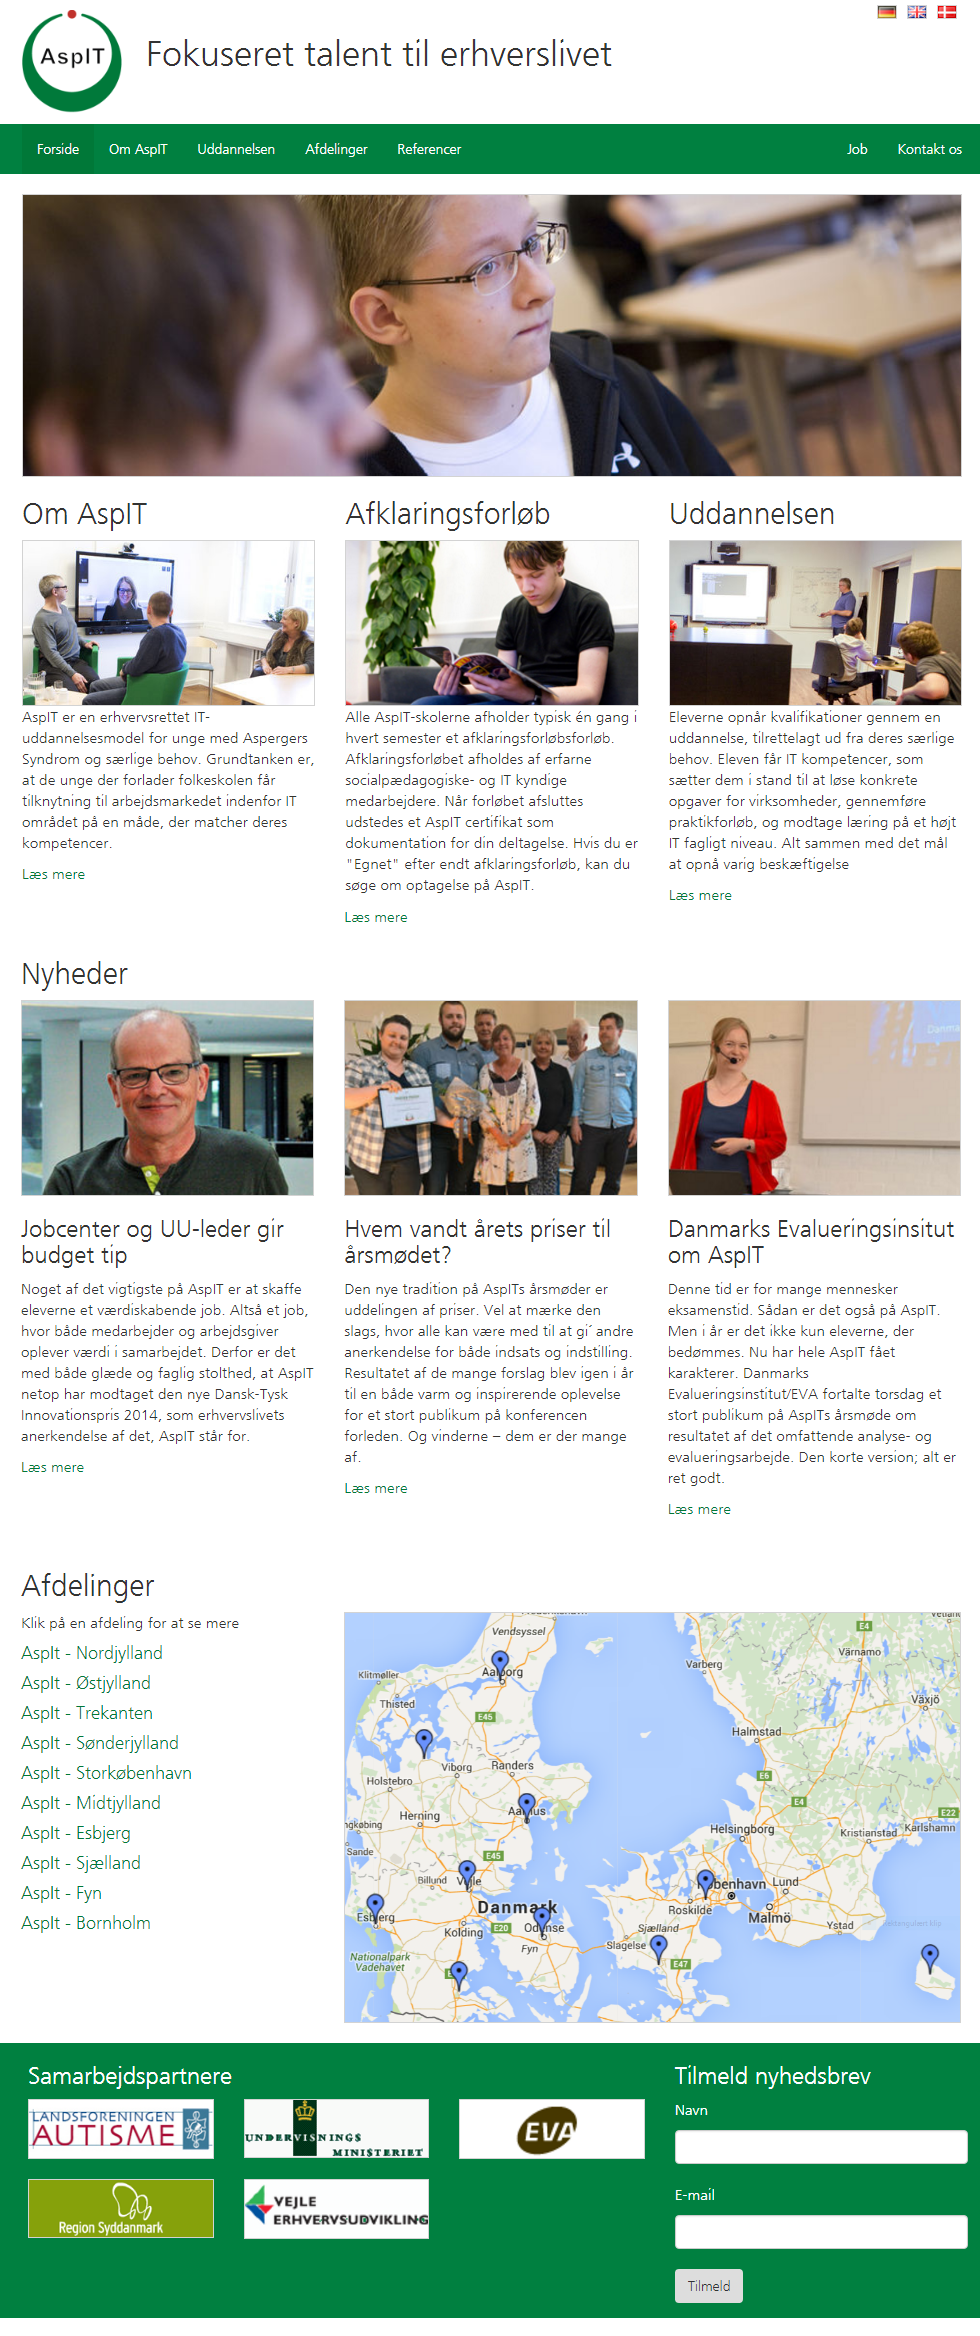 AspIT
Fokuseret talent til erhverslivet
Forside
Om AspIT
Uddannelsen
Afdelinger
Referencer
Job
Kontakt os
Om AspIT
AspIT er en erhvervsrettet IT-
uddannelsesmodel for unge med Aspergers
Syndrom og særlige behov. Grundtanken er,
at de unge der forlader folkeskolen får
tilknytning til arbejdsmarkedet indenfor IT
området på en måde, der matcher deres
kompetencer.
Læs mere
Afklaringsforløb
Alle AspIT-skolerne afholder typisk én gang i
hvert semester et afklaringsforløbsforløb.
Afklaringsforløbet afholdes af erfarne
socialpædagogiske- og IT kyndige
medarbejdere. Når forløbet afsluttes
udstedes et AspIT certifikat som
dokumentation for din deltagelse. Hvis du er
"Egnet" efter endt afklaringsforløb, kan du
søge om optagelse på AspIT.
Læs mere
Uddannelsen
Eleverne opnår kvalifikationer gennem en
uddannelse, tilrettelagt ud fra deres særlige
behov. Eleven får IT kompetencer, som
sætter dem i stand til at løse konkrete
opgaver for virksomheder, gennemføre
praktikforløb, og modtage læring på et højt
IT fagligt niveau. Alt sammen med det mål
at opnå varig beskæftigelse
Læs mere
Nyheder
Jobcenter og UU-leder gir
budget tip
Noget af det vigtigste på AspIT er at skaffe
eleverne et værdiskabende job. Altså et job,
hvor både medarbejder og arbejdsgiver
oplever værdi i samarbejdet. Derfor er det
med både glæde og faglig stolthed, at AspIT
netop har modtaget den nye Dansk-Tysk
Innovationspris 2014, som erhvervslivets
anerkendelse af det, AspIT står for.
Læs mere
Hvem vandt årets priser til
årsmødet?
Den nye tradition på AspITs årsmøder er
uddelingen af priser. Vel at mærke den
slags, hvor alle kan være med til at gi´ andre
anerkendelse for både indsats og indstilling.
Resultatet af de mange forslag blev igen i år
til en både varm og inspirerende oplevelse
for et stort publikum på konferencen
forleden. Og vinderne – dem er der mange
af.
Læs mere
Danma
Danmarks Evalueringsinsitut
om AspIT
Denne tid er for mange mennesker
eksamenstid. Sådan er det også på AspIT.
Men i år er det ikke kun eleverne, der
bedømmes. Nu har hele AspIT fået
karakterer. Danmarks
Evalueringsinstitut/EVA fortalte torsdag et
stort publikum på AspITs årsmøde om
resultatet af det omfattende analyse- og
evalueringsarbejde. Den korte version; alt er
ret godt.
Læs mere
Afdelinger
Klik på en afdeling for at se mere
AspIt - Nordjylland
AspIt - Østjylland
AspIt - Trekanten
AspIt - Sønderjylland
AspIt - Storkøbenhavn
AspIt - Midtjylland
AspIt - Esbjerg
AspIt - Sjælland
AspIt - Fyn
AspIt - Bornholm
Vendsyssel
E4
Värnamo
Varberg
Aalborg
Klitmøller
Thisted
Växjö
E45
Halmstad
Viborg
Randers
Holstebro
E6
E4
Herning
Aarhus
E22
Karlshamn
Helsingborg
Kristianstad
Sande
E45
Billund
Vejle
København
Lund
Danmark
Roskilde
Malmö
Esbjerg
E20
Odense
Sjælland
Ystad
Kolding
Fyn
Slagelse
E47
Nationalpark
Vadehavet
E45
Samarbejdspartnere
LANDSFORENINGEN
AUTISME
UNDERVISNINGS
MINISTERIET
EVA
Region Syddanmark
VEJLE
ERHVERVSUDVIKLING
Tilmeld nyhedsbrev
Navn
E-mail
Tilmeld